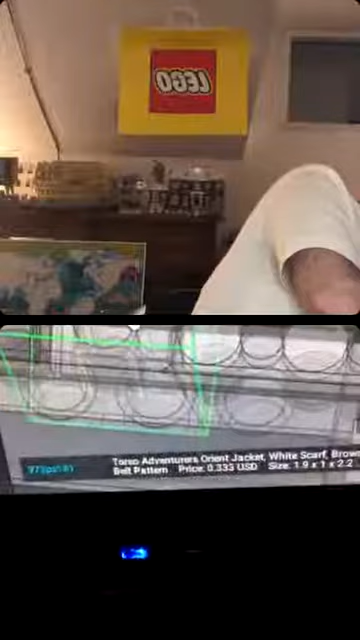 LEGO
Torso Adventurers Orient Jacket, White Scarf, Brown
Belt Pattern Price: 0.333 USD Size: 1.9 x 1 x 2.2